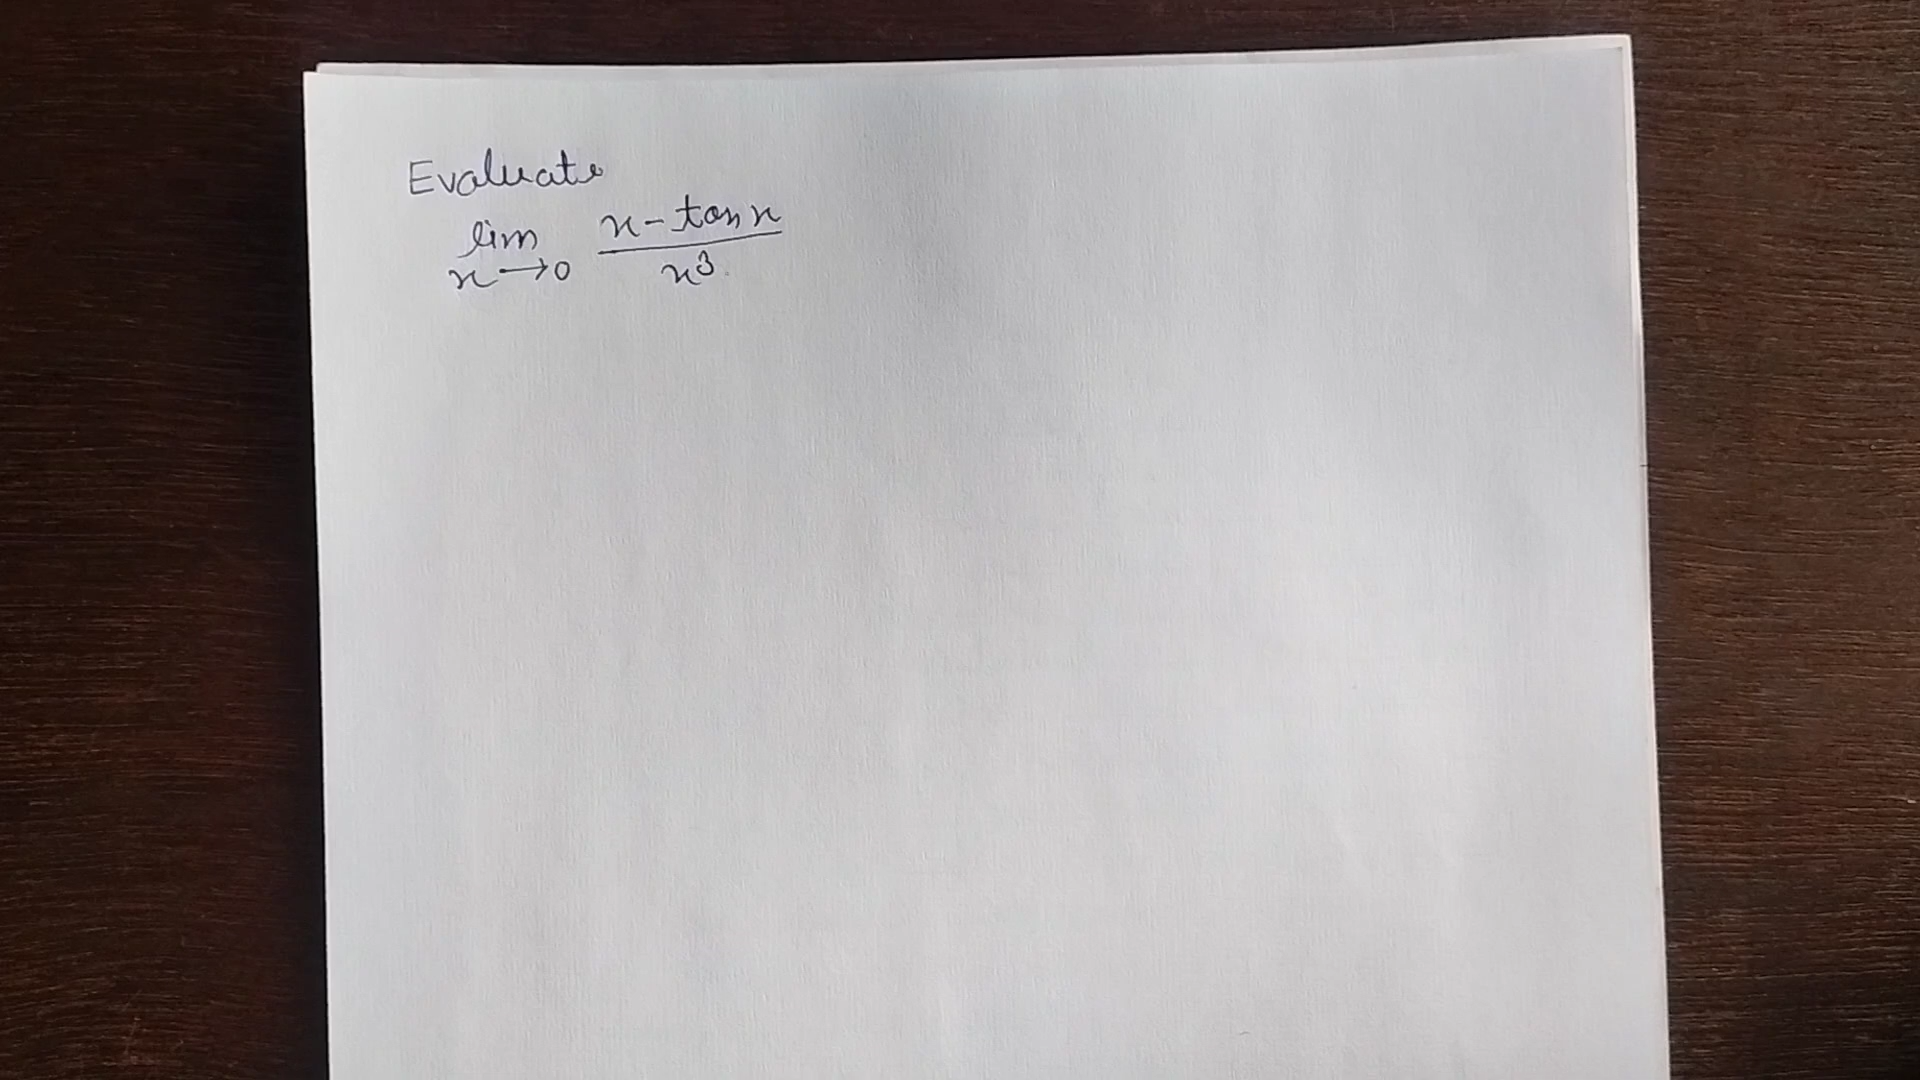 Evaluate
lim x→0 x - tan x / x³